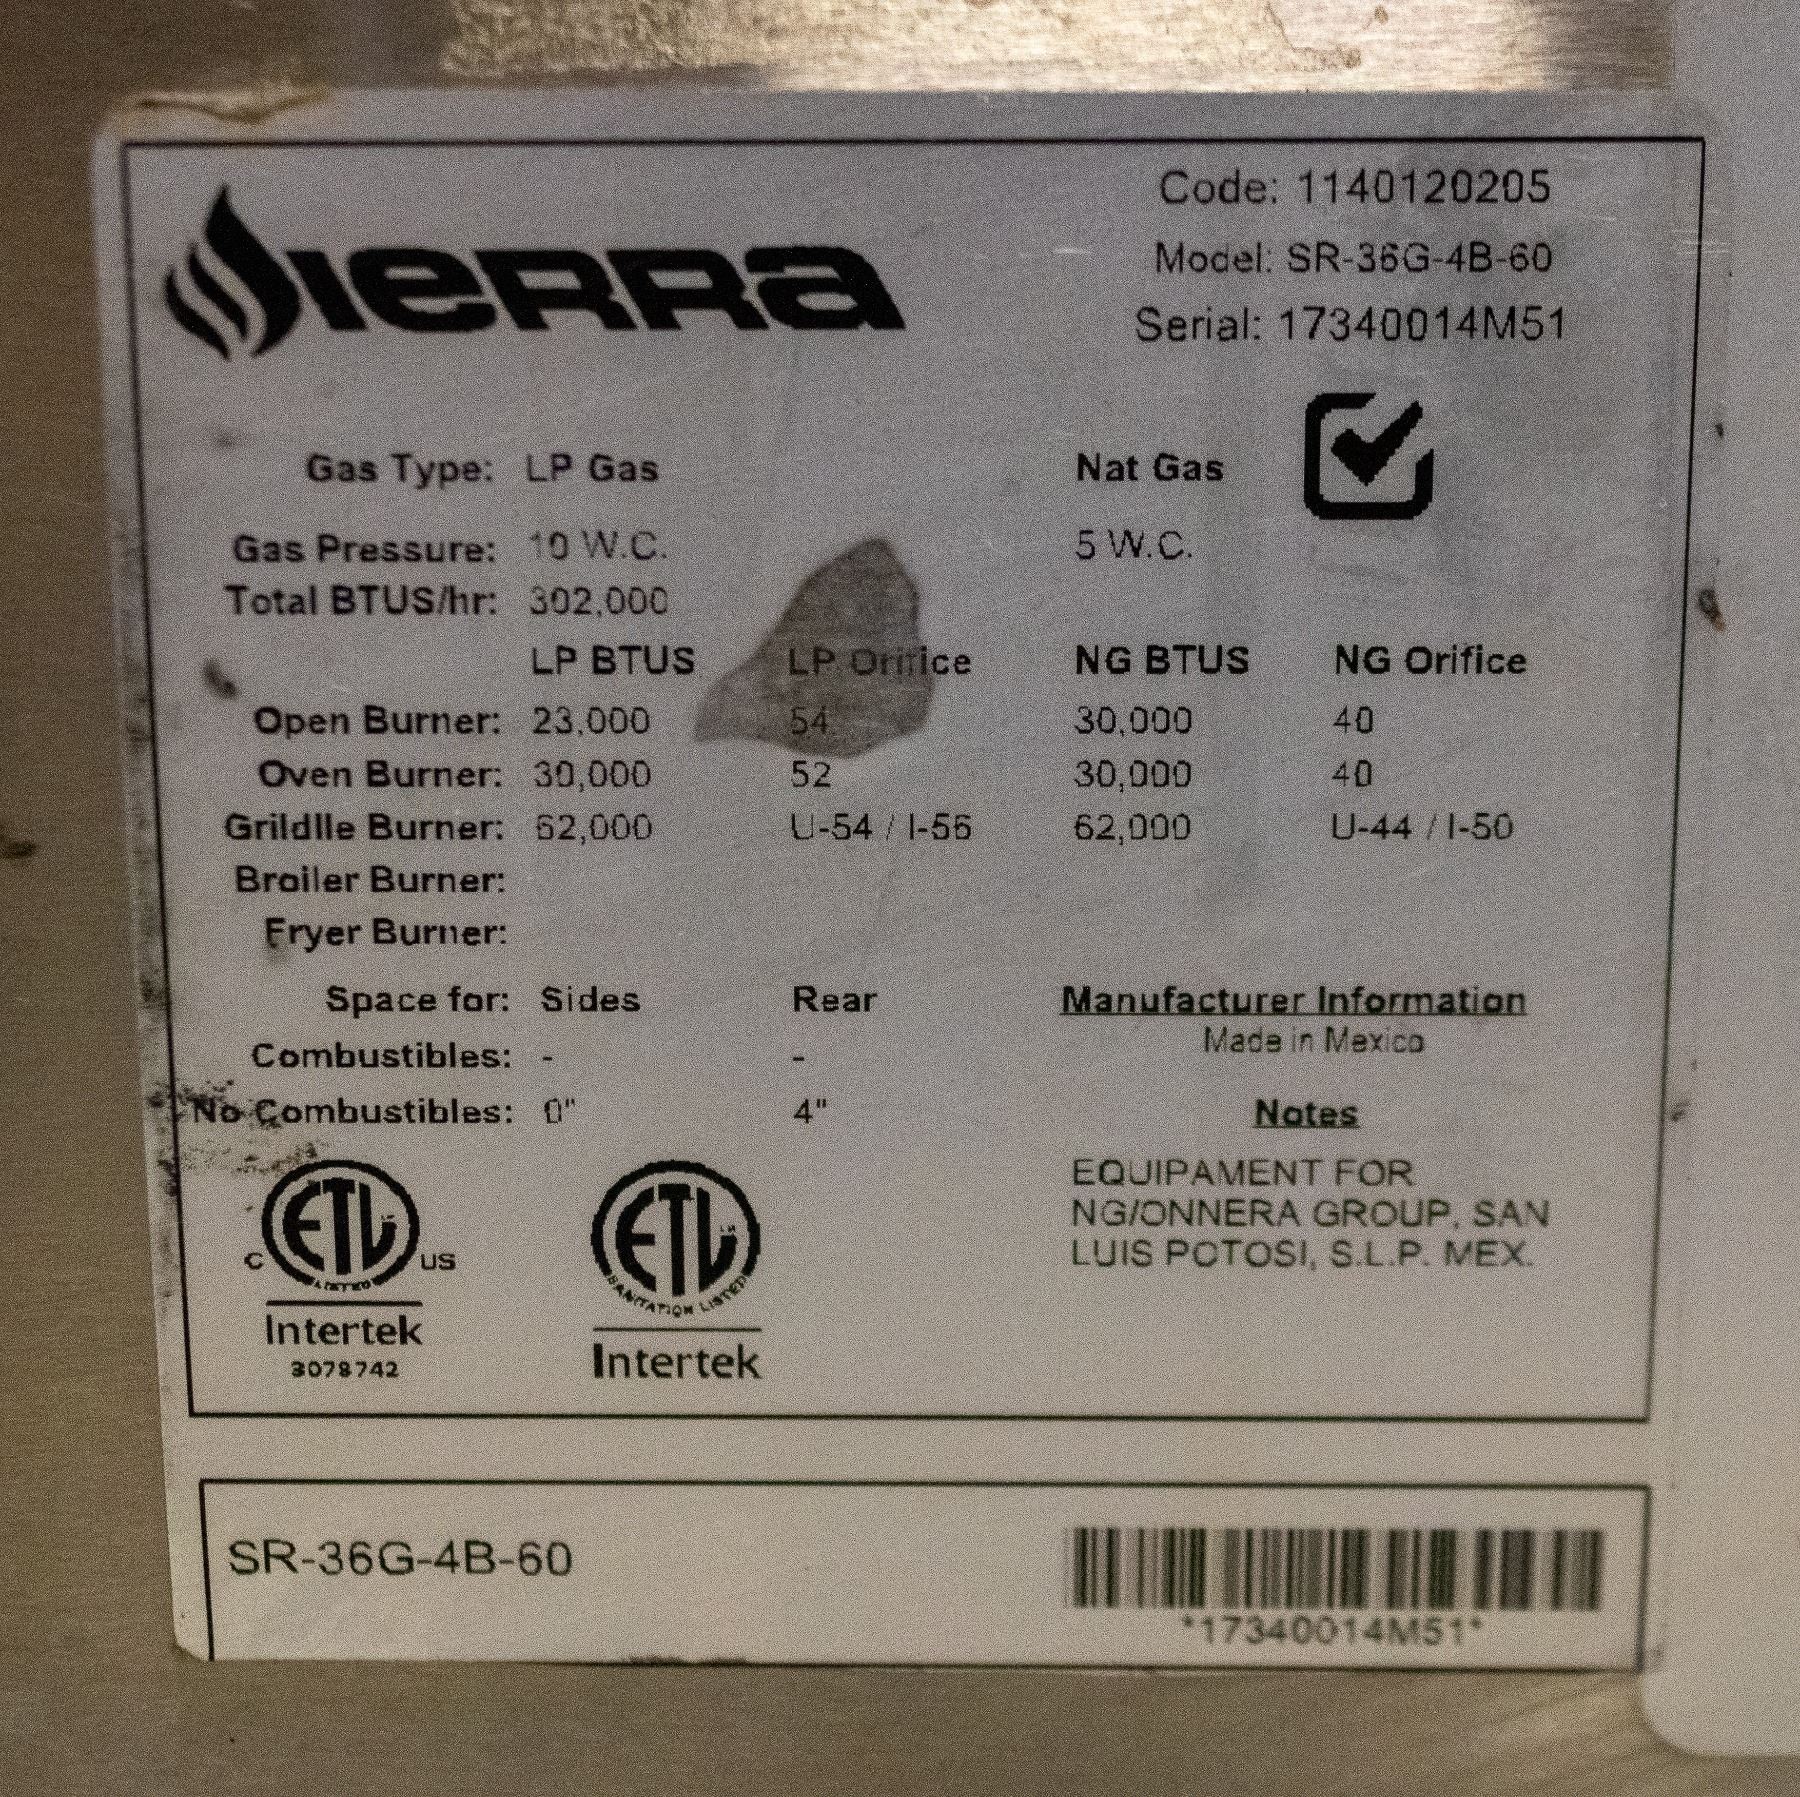 SIERRA
Code: 1140120205
Model: SR-36G-4B-60
Serial: 17340014M51
Gas Type: LP Gas Nat Gas
Gas Pressure: 10 W.C. 5 W.C.
Total BTUS/hr: 302,000
LP BTUS LP Orifice NG BTUS NG Orifice
Open Burner: 23,000 54 30,000 40
Oven Burner: 30,000 52 30,000 40
Grildlle Burner: 62,000 U-54 / I-56 62,000 U-44 / I-50
Broiler Burner:
Fryer Burner:
Space for: Sides Rear
Combustibles: - -
No Combustibles: 0" 4"
Manufacturer Information
Made in Mexico
Notes
EQUIPAMENT FOR
NG/ONNERA GROUP, SAN
LUIS POTOSI, S.L.P. MEX.
C ETL US
LISTED
Intertek
3078742
ETL
SANITATION LISTED
Intertek
SR-36G-4B-60
*17340014M51*